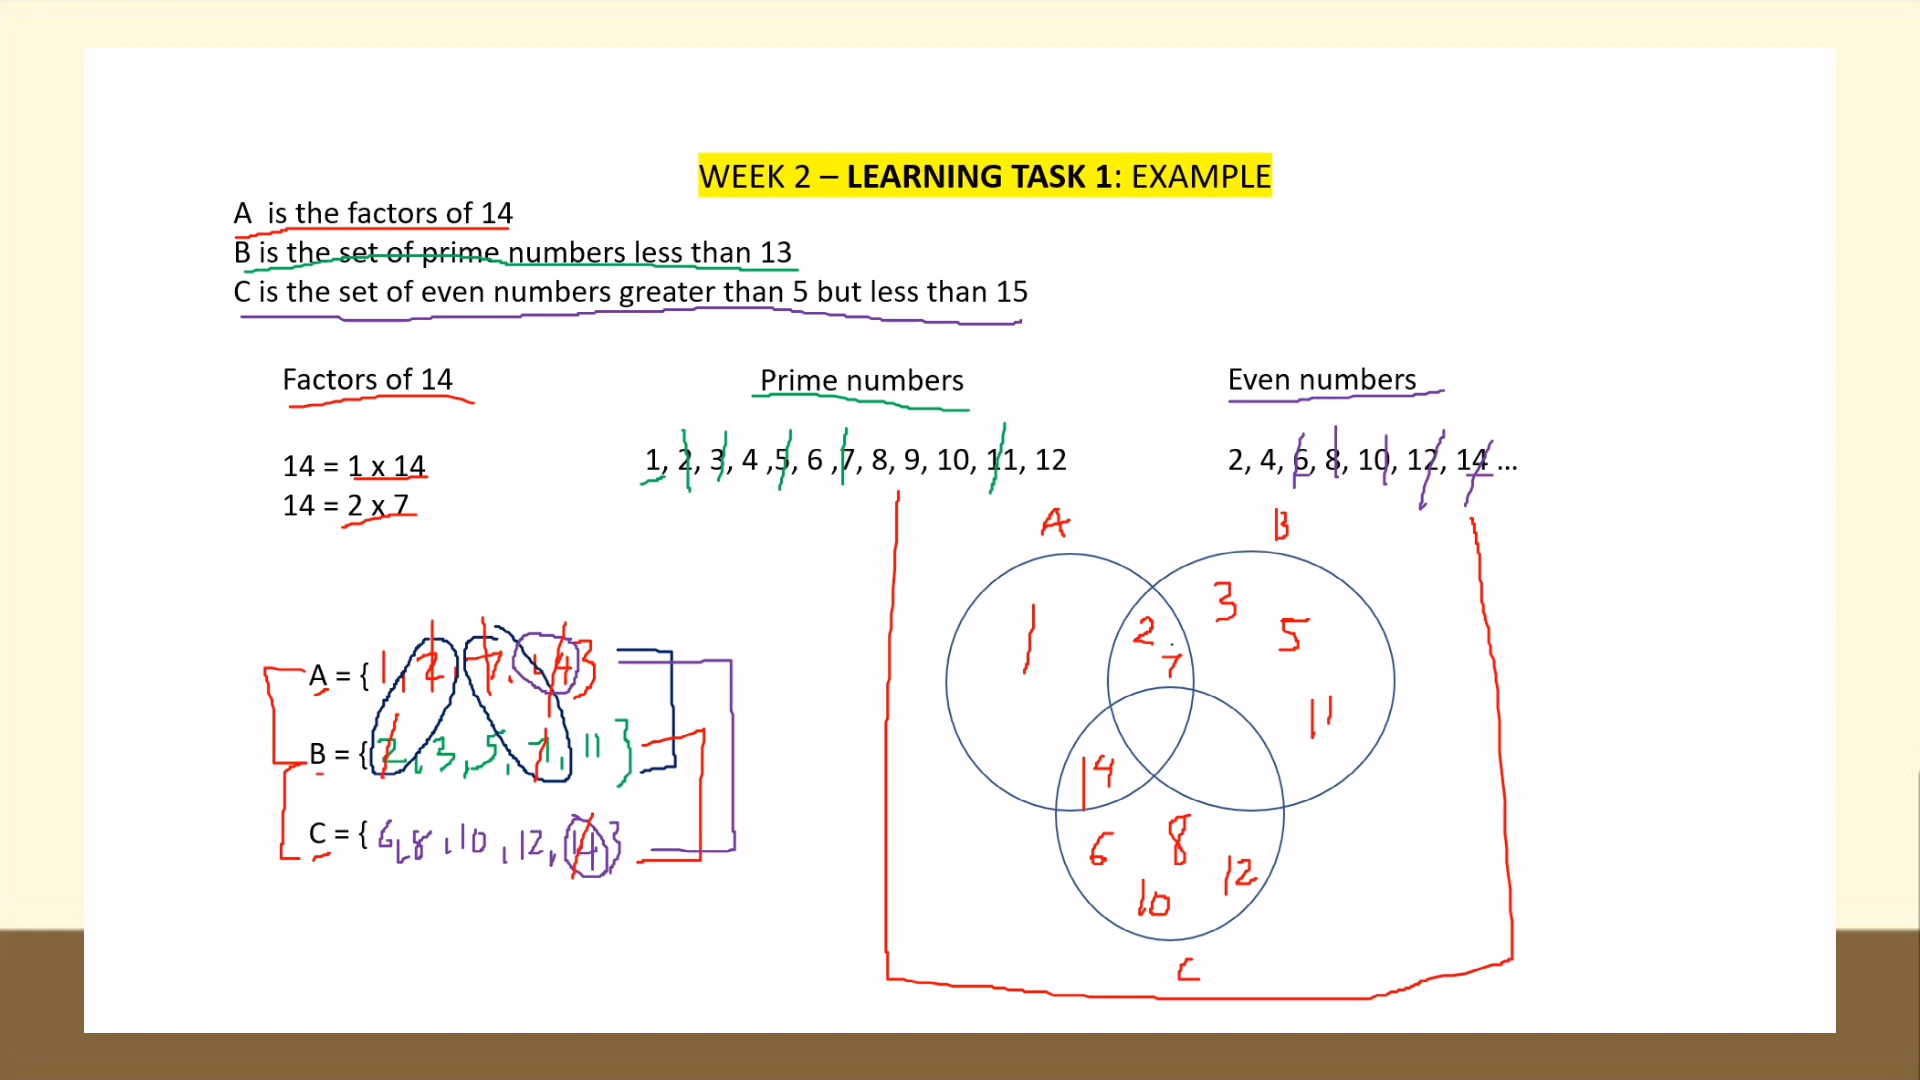 WEEK 2 – LEARNING TASK 1: EXAMPLE
A is the factors of 14
B is the set of prime numbers less than 13
C is the set of even numbers greater than 5 but less than 15
Factors of 14
Prime numbers
Even numbers
14 = 1 x 14
14 = 2 x 7
1, 2, 3, 4 ,5, 6 ,7, 8, 9, 10, 11, 12
2, 4, 6, 8, 10, 12, 14 ...
A = { 1, 2, 7, 14 }
B = { 2, 3, 5, 7, 11 }
C = { 6, 8, 10, 12, 14 }
A
B
1
2
7
3
5
11
14
6
8
10
12
C